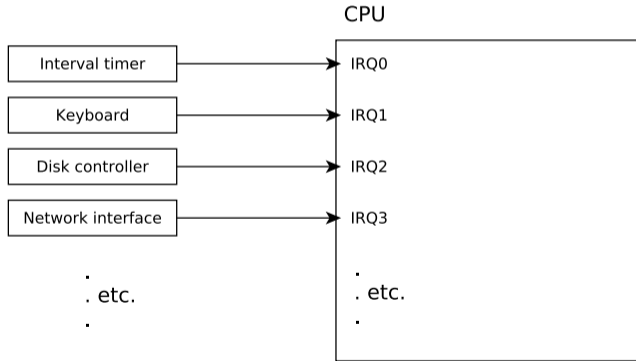 CPU
Interval timer
IRQ0
Keyboard
IRQ1
Disk controller
IRQ2
Network interface
IRQ3
. etc.
. etc.